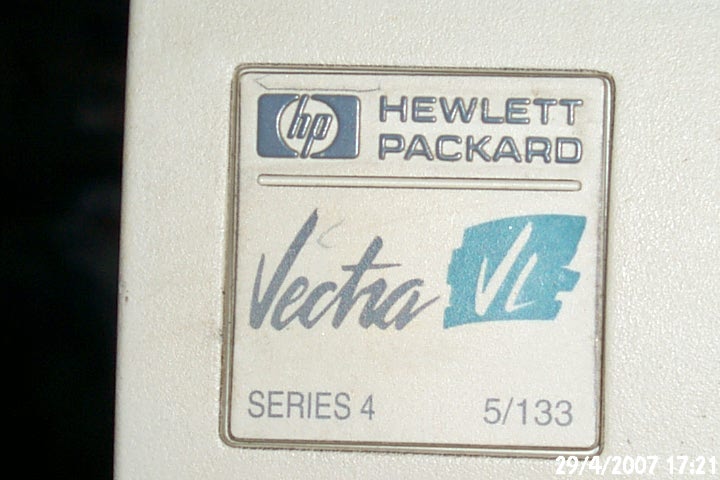 hp HEWLETT
PACKARD
Vectra VL
SERIES 4 5/133
29/4/2007 17:21